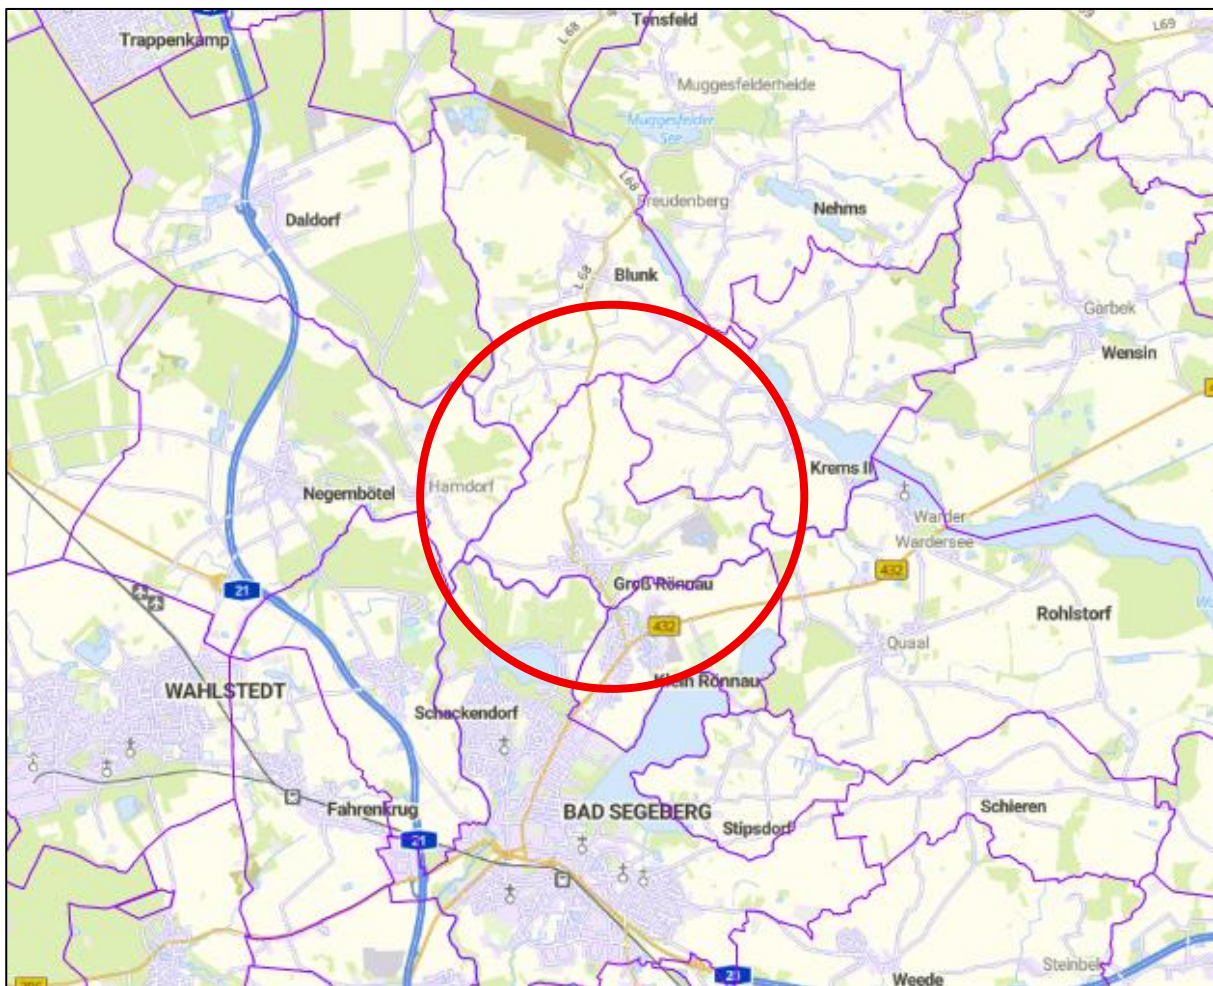 Tensfeld
L 68
L69
Trappenkamp
Muggesfelderheide
Muggesfelder
See
L68
Freudenberg
Nehms
Daldorf
Blunk
L 68
Garbek
Wensin
Krems II
Negernbötel
Hamdorf
Warder
Wardersee
432
21
Groß Rönnau
Rohlstorf
432
Quaal
Klein Rönnau
WAHLSTEDT
Schackendorf
Fahrenkrug
BAD SEGEBERG
Stipsdorf
Schieren
21
Steinbek
Weede
206